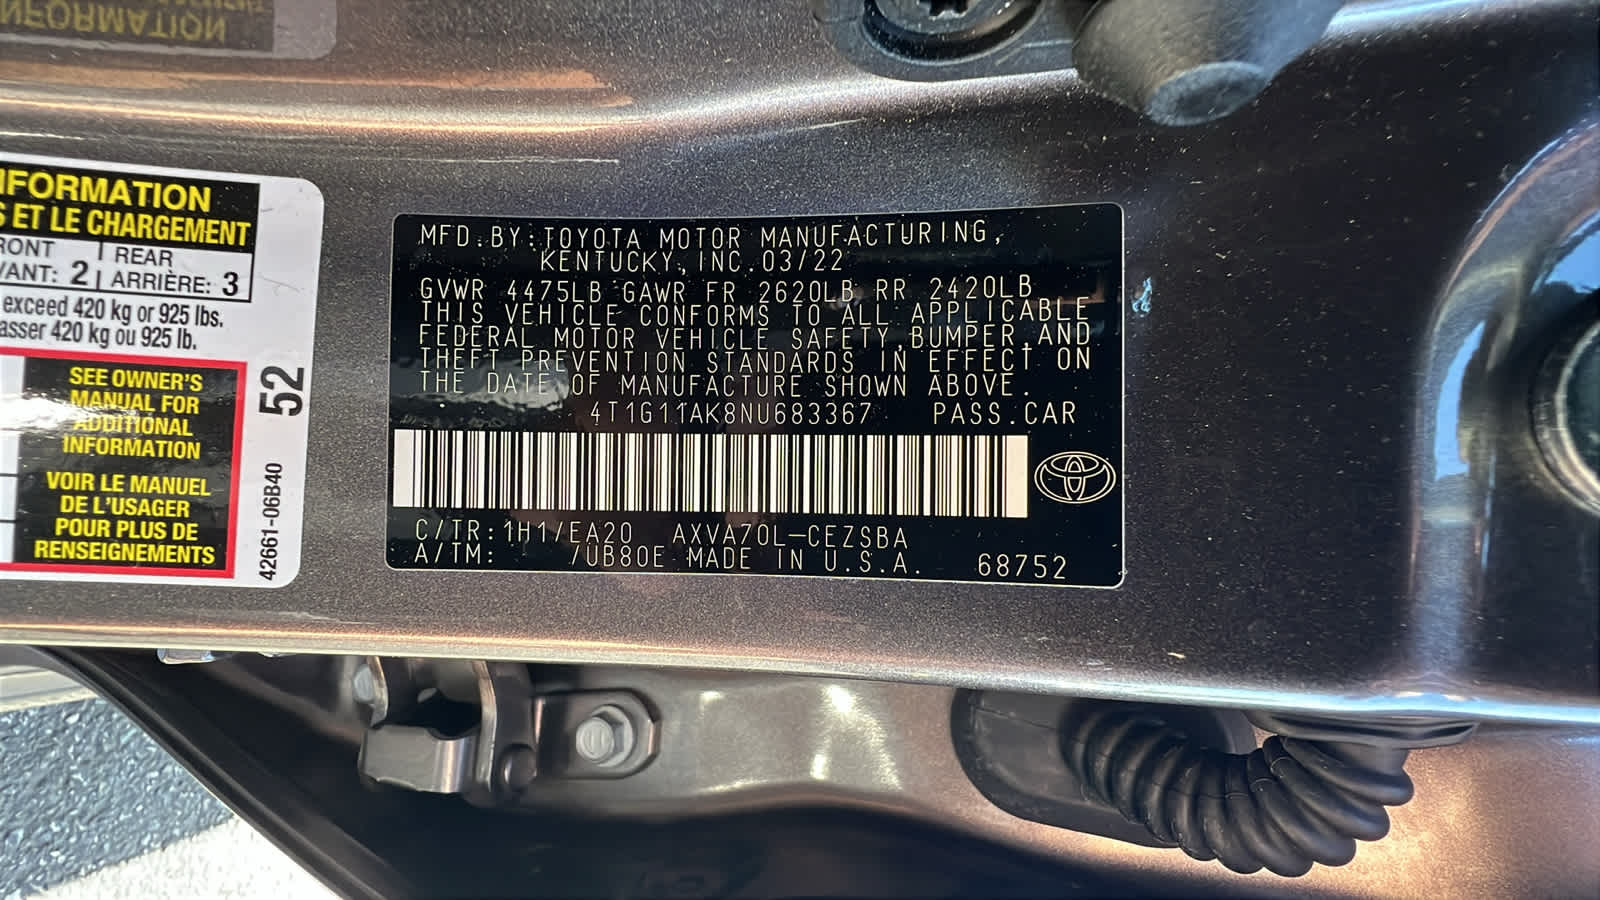 NFORMATION
S ET LE CHARGEMENT
RONT | REAR
VANT: 2 | ARRIÈRE: 3
exceed 420 kg or 925 lbs.
asser 420 kg ou 925 lb.
SEE OWNER'S
MANUAL FOR
ADDITIONAL
INFORMATION
VOIR LE MANUEL
DE L'USAGER
POUR PLUS DE
RENSEIGNEMENTS
52
42661-06B40
MFD.BY:TOYOTA MOTOR MANUFACTURING,
KENTUCKY, INC.03/22
GVWR 4475LB GAWR FR 2620LB RR 2420LB
THIS VEHICLE CONFORMS TO ALL APPLICABLE
FEDERAL MOTOR VEHICLE SAFETY,BUMPER,AND
THEFT PREVENTION STANDARDS IN EFFECT ON
THE DATE OF MANUFACTURE SHOWN ABOVE.
4T1G11AK8NU683367 PASS.CAR
C/TR:1H1/EA20 AXVA70L-CEZSBA
A/TM: /UB80E MADE IN U.S.A. 68752